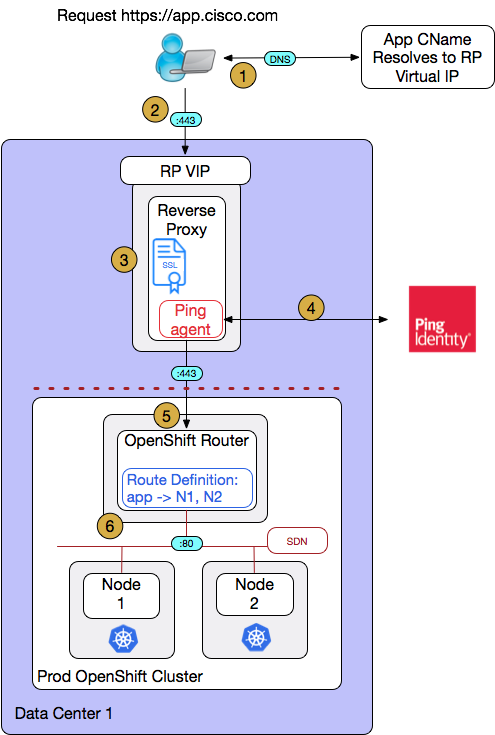 Request https://app.cisco.com
1
DNS
App CName
Resolves to RP
Virtual IP
2
:443
RP VIP
Reverse
Proxy
3
SSL
Ping
agent
4
Ping
Identity®
:443
5
OpenShift Router
Route Definition:
app -> N1, N2
6
:80
SDN
Node
1
Node
2
Prod OpenShift Cluster
Data Center 1